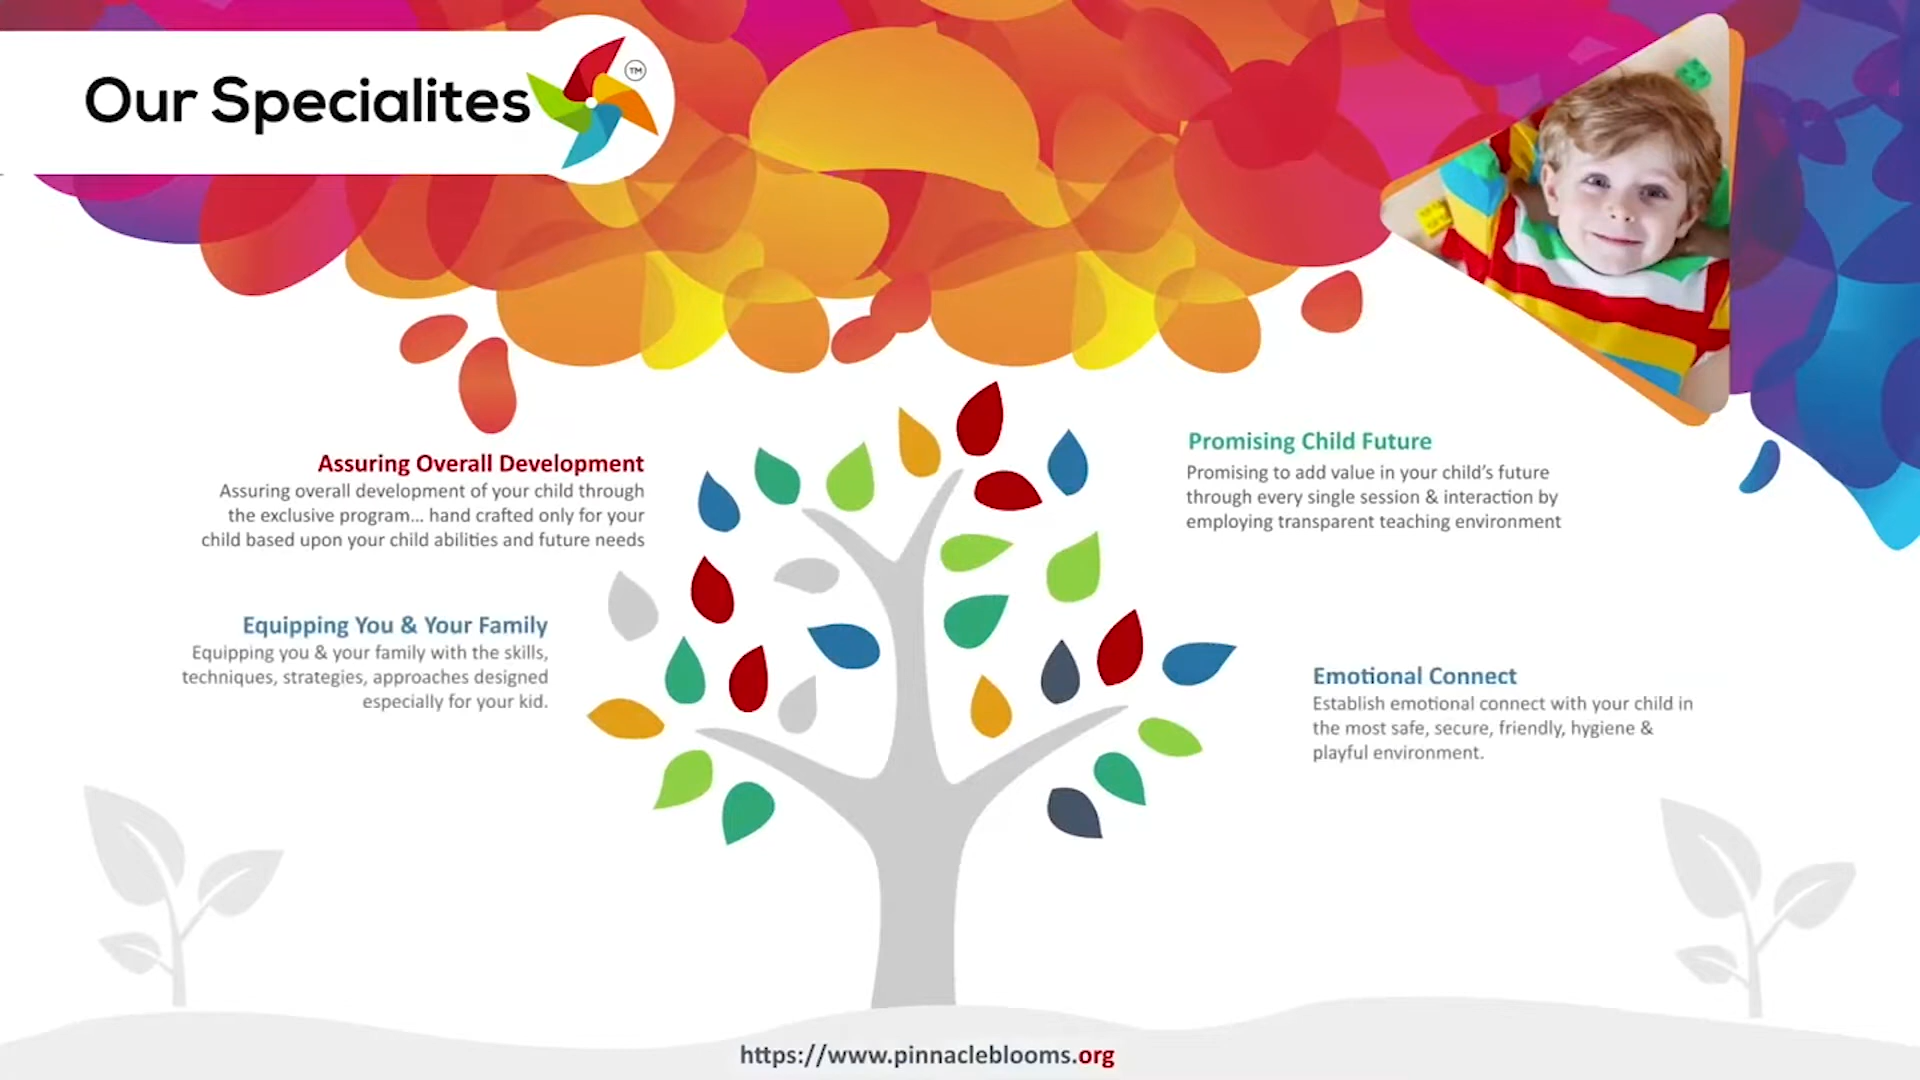 Our Specialites
TM
Assuring Overall Development
Assuring overall development of your child through
the exclusive program... hand crafted only for your
child based upon your child abilities and future needs
Equipping You & Your Family
Equipping you & your family with the skills,
techniques, strategies, approaches designed
especially for your kid.
Promising Child Future
Promising to add value in your child's future
through every single session & interaction by
employing transparent teaching environment
Emotional Connect
Establish emotional connect with your child in
the most safe, secure, friendly, hygiene &
playful environment.
https://www.pinnacleblooms.org